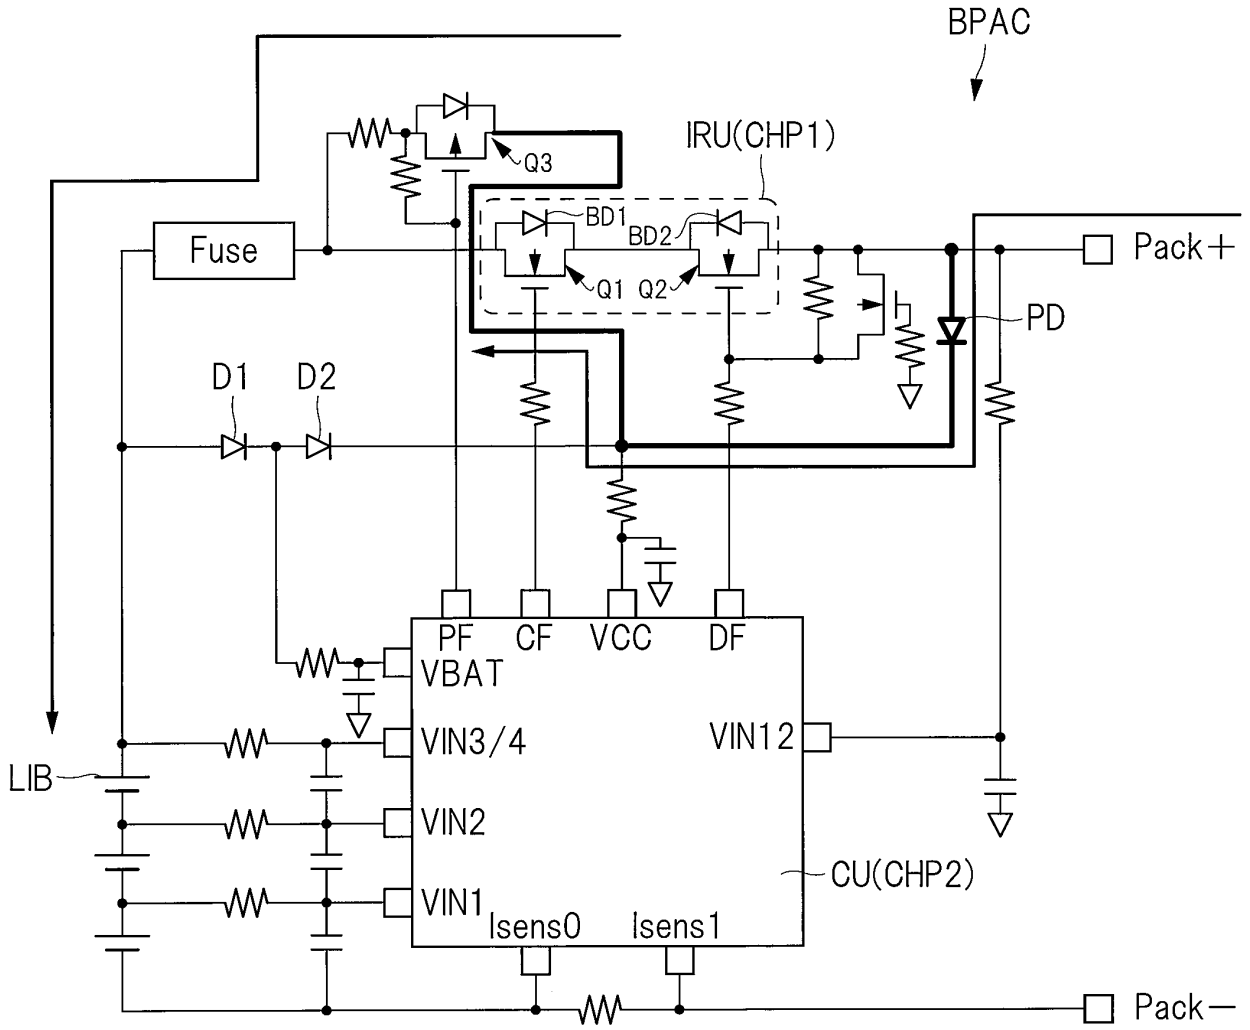 BPAC
IRU(CHP1)
Q3
BD1
BD2
Fuse
Pack+
Q1
Q2
PD
D1
D2
PF
CF
VCC
DF
VBAT
VIN3/4
VIN12
LIB
VIN2
CU(CHP2)
VIN1
Isens0
Isens1
Pack−